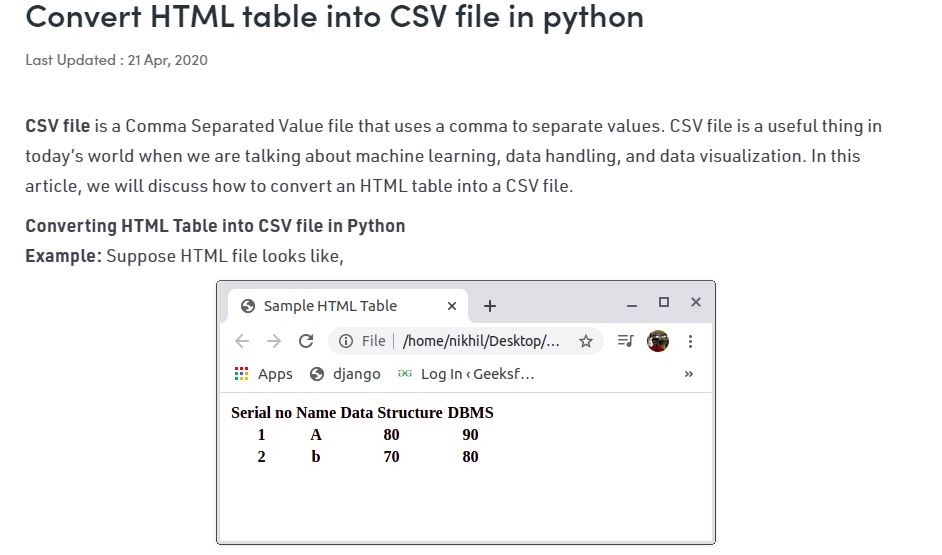 Convert HTML table into CSV file in python
Last Updated : 21 Apr, 2020
CSV file is a Comma Separated Value file that uses a comma to separate values. CSV file is a useful thing in
today's world when we are talking about machine learning, data handling, and data visualization. In this
article, we will discuss how to convert an HTML table into a CSV file.
Converting HTML Table into CSV file in Python
Example: Suppose HTML file looks like,
Sample HTML Table
File | /home/nikhil/Desktop/...
Apps django Log In ‹ Geeksf...
Serial no Name Data Structure DBMS
1 A 80 90
2 b 70 80